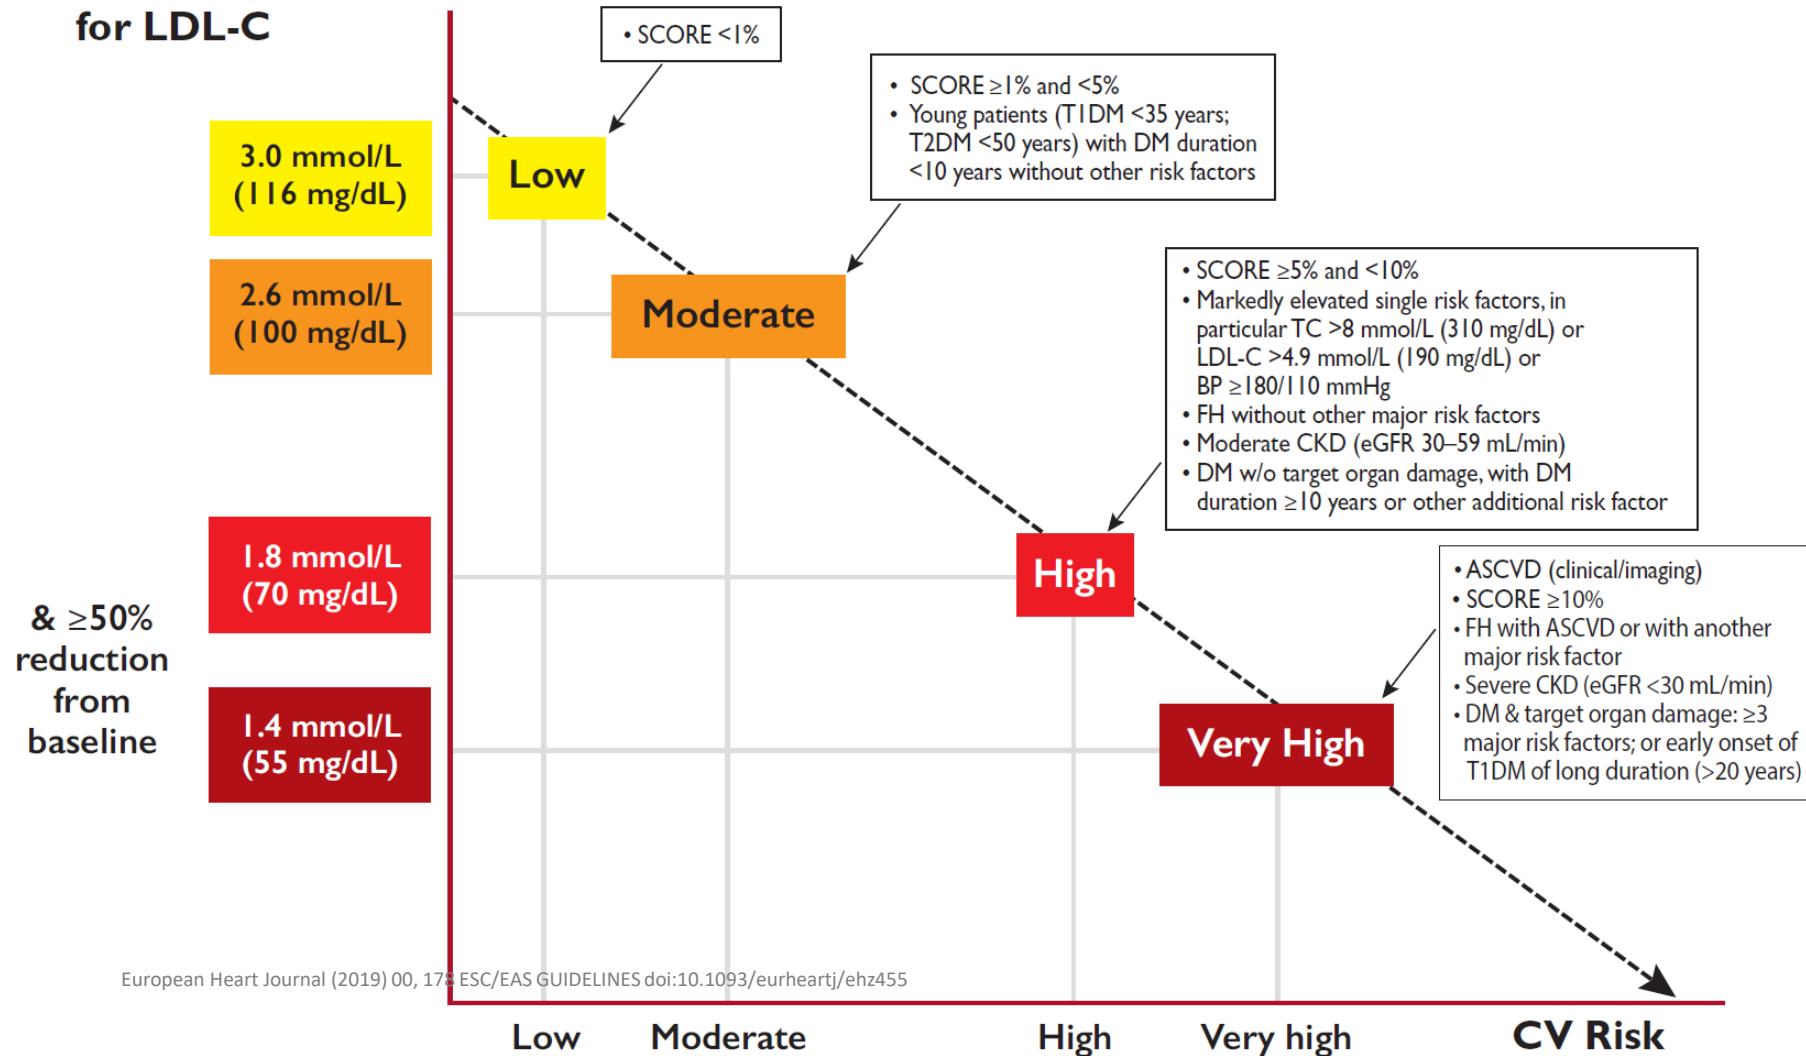 for LDL-C
3.0 mmol/L
(116 mg/dL)
2.6 mmol/L
(100 mg/dL)
1.8 mmol/L
(70 mg/dL)
1.4 mmol/L
(55 mg/dL)
& ≥50%
reduction
from
baseline
Low
Moderate
High
Very High
• SCORE <1%
• SCORE ≥1% and <5%
• Young patients (T1DM <35 years;
T2DM <50 years) with DM duration
<10 years without other risk factors
• SCORE ≥5% and <10%
• Markedly elevated single risk factors, in
particular TC >8 mmol/L (310 mg/dL) or
LDL-C >4.9 mmol/L (190 mg/dL) or
BP ≥180/110 mmHg
• FH without other major risk factors
• Moderate CKD (eGFR 30–59 mL/min)
• DM w/o target organ damage, with DM
duration ≥10 years or other additional risk factor
• ASCVD (clinical/imaging)
• SCORE ≥10%
• FH with ASCVD or with another
major risk factor
• Severe CKD (eGFR <30 mL/min)
• DM & target organ damage: ≥3
major risk factors; or early onset of
T1DM of long duration (>20 years)
European Heart Journal (2019) 00, 178 ESC/EAS GUIDELINES doi:10.1093/eurheartj/ehz455
Low Moderate High Very high CV Risk